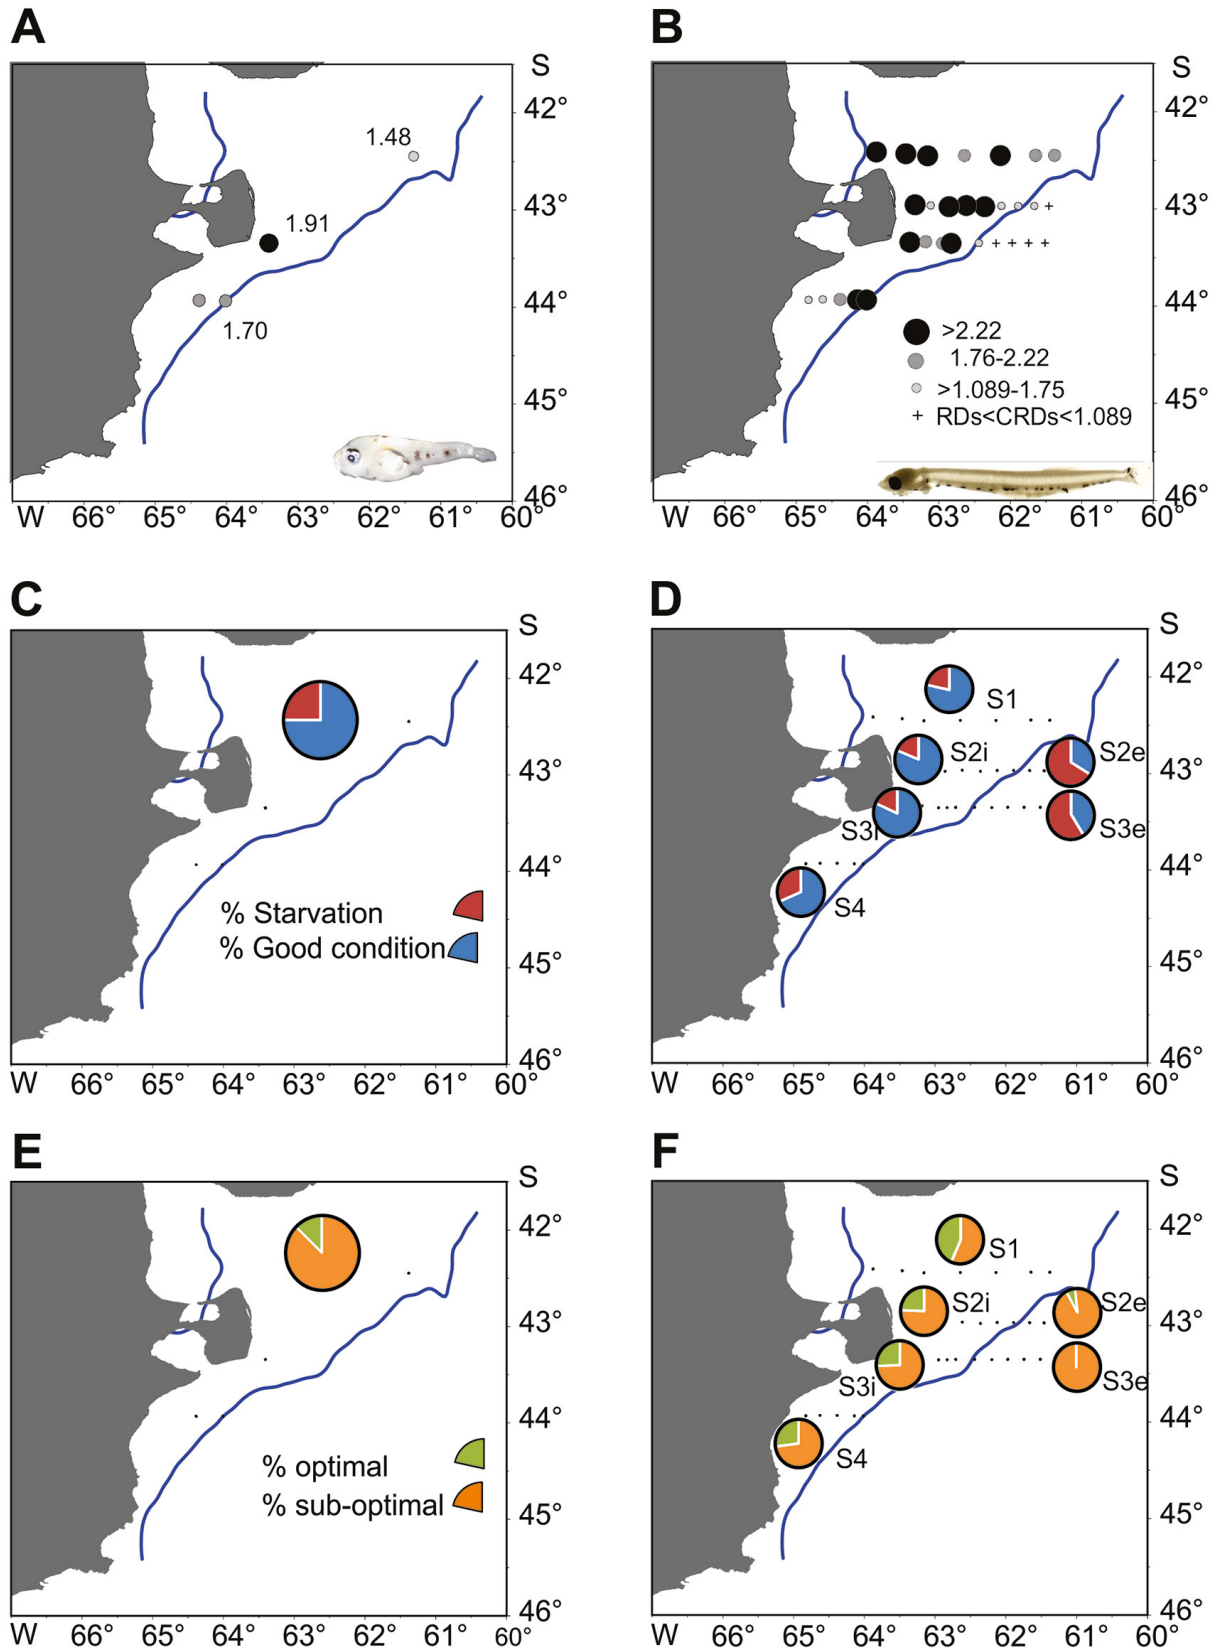 A
S
42°
43°
44°
45°
46°
W 66° 65° 64° 63° 62° 61° 60°
1.48
1.91
1.70
B
S
42°
43°
44°
45°
46°
W 66° 65° 64° 63° 62° 61° 60°
>2.22
1.76-2.22
>1.089-1.75
+ RDs<CRDs<1.089
C
S
42°
43°
44°
45°
46°
W 66° 65° 64° 63° 62° 61° 60°
% Starvation
% Good condition
D
S
42°
43°
44°
45°
46°
W 66° 65° 64° 63° 62° 61° 60°
S1
S2i
S2e
S3i
S3e
S4
E
S
42°
43°
44°
45°
46°
W 66° 65° 64° 63° 62° 61° 60°
% optimal
% sub-optimal
F
S
42°
43°
44°
45°
46°
W 66° 65° 64° 63° 62° 61° 60°
S1
S2i
S2e
S3i
S3e
S4